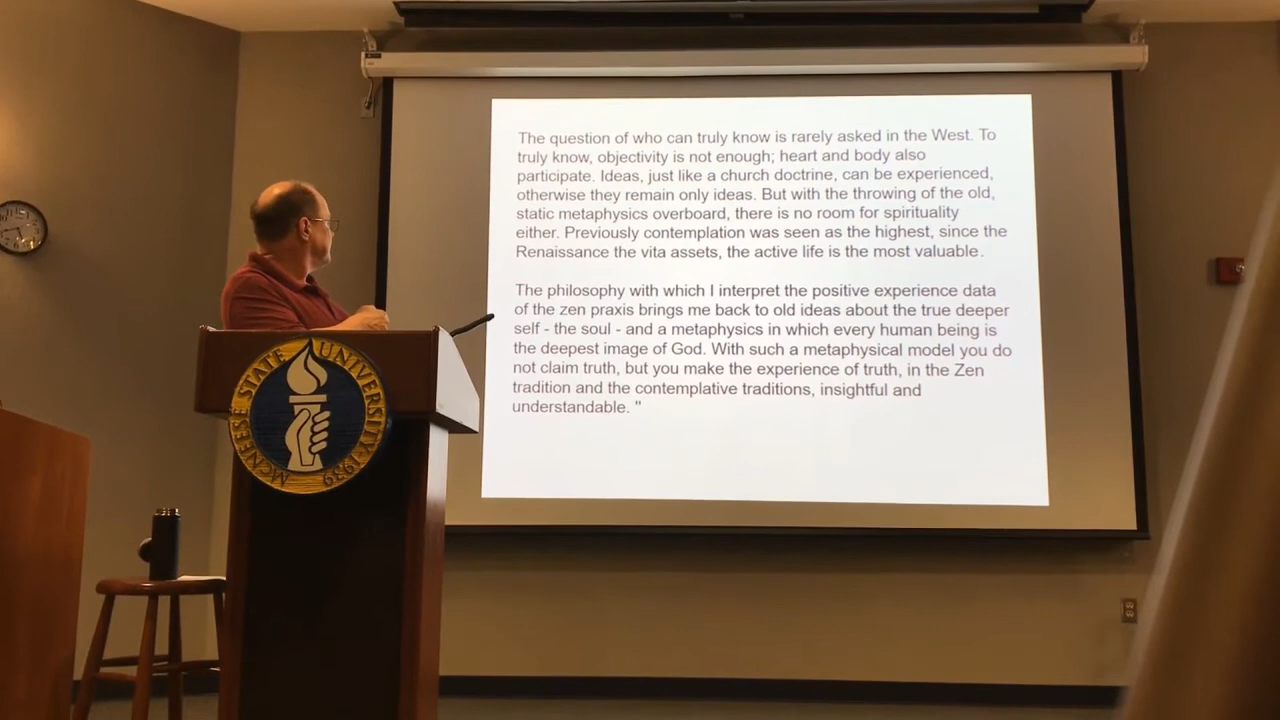 The question of who can truly know is rarely asked in the West. To
truly know, objectivity is not enough; heart and body also
participate. Ideas, just like a church doctrine, can be experienced,
otherwise they remain only ideas. But with the throwing of the old,
static metaphysics overboard, there is no room for spirituality
either. Previously contemplation was seen as the highest, since the
Renaissance the vita assets, the active life is the most valuable.
The philosophy with which I interpret the positive experience data
of the zen praxis brings me back to old ideas about the true deeper
self - the soul - and a metaphysics in which every human being is
the deepest image of God. With such a metaphysical model you do
not claim truth, but you make the experience of truth, in the Zen
tradition and the contemplative traditions, insightful and
understandable. "
MCNEESE STATE UNIVERSITY · 1939